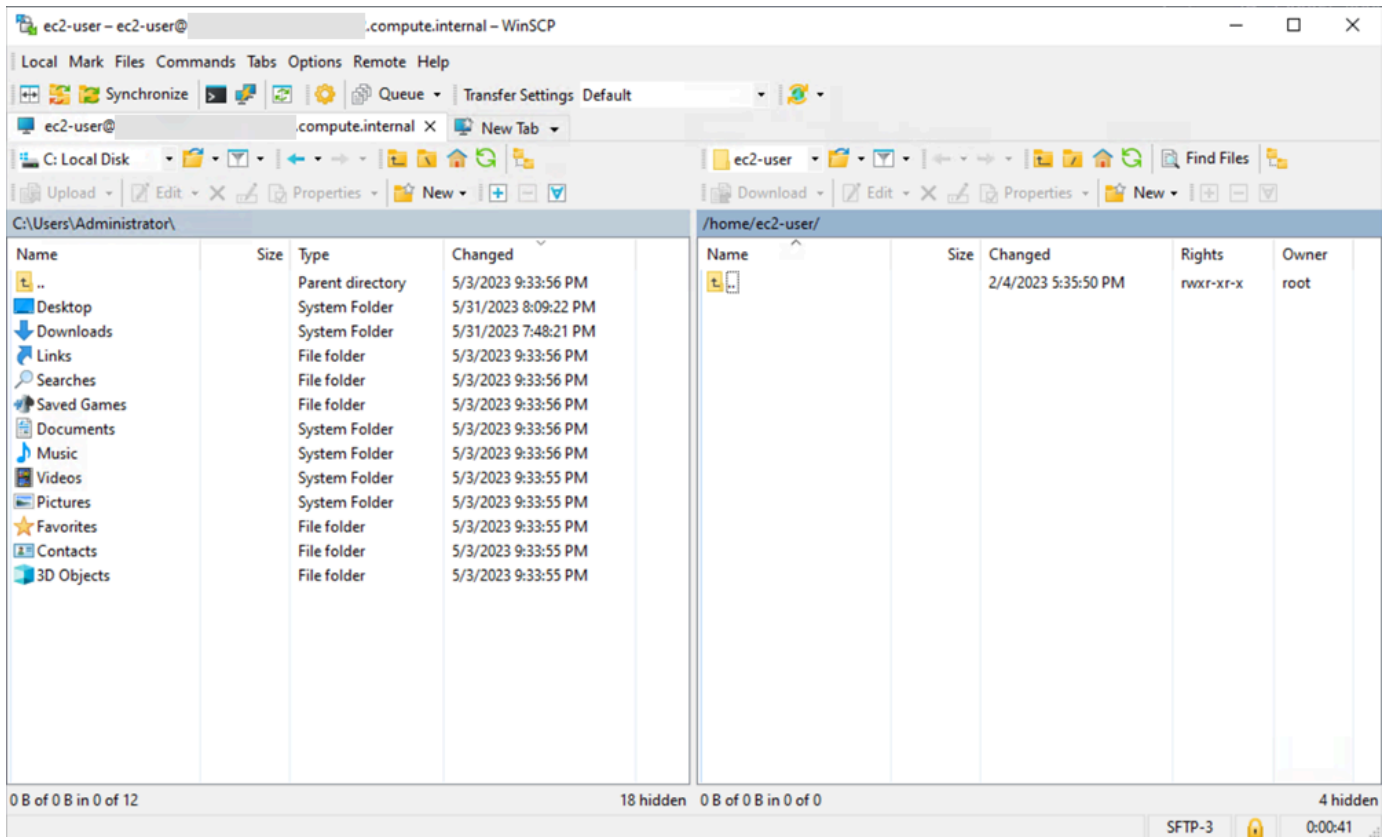 ec2-user – ec2-user@ .compute.internal – WinSCP
Local Mark Files Commands Tabs Options Remote Help
Synchronize Queue Transfer Settings Default
ec2-user@ .compute.internal New Tab
C: Local Disk ec2-user Find Files
Upload Edit Properties New Download Edit Properties New
C:\Users\Administrator\ /home/ec2-user/
Name Size Type Changed Name Size Changed Rights Owner
.. Parent directory 5/3/2023 9:33:56 PM .. 2/4/2023 5:35:50 PM rwxr-xr-x root
Desktop System Folder 5/31/2023 8:09:22 PM
Downloads System Folder 5/31/2023 7:48:21 PM
Links File folder 5/3/2023 9:33:56 PM
Searches File folder 5/3/2023 9:33:56 PM
Saved Games File folder 5/3/2023 9:33:56 PM
Documents System Folder 5/3/2023 9:33:56 PM
Music System Folder 5/3/2023 9:33:56 PM
Videos System Folder 5/3/2023 9:33:55 PM
Pictures System Folder 5/3/2023 9:33:55 PM
Favorites File folder 5/3/2023 9:33:55 PM
Contacts File folder 5/3/2023 9:33:55 PM
3D Objects File folder 5/3/2023 9:33:55 PM
0 B of 0 B in 0 of 12 18 hidden 0 B of 0 B in 0 of 0 4 hidden
SFTP-3 0:00:41